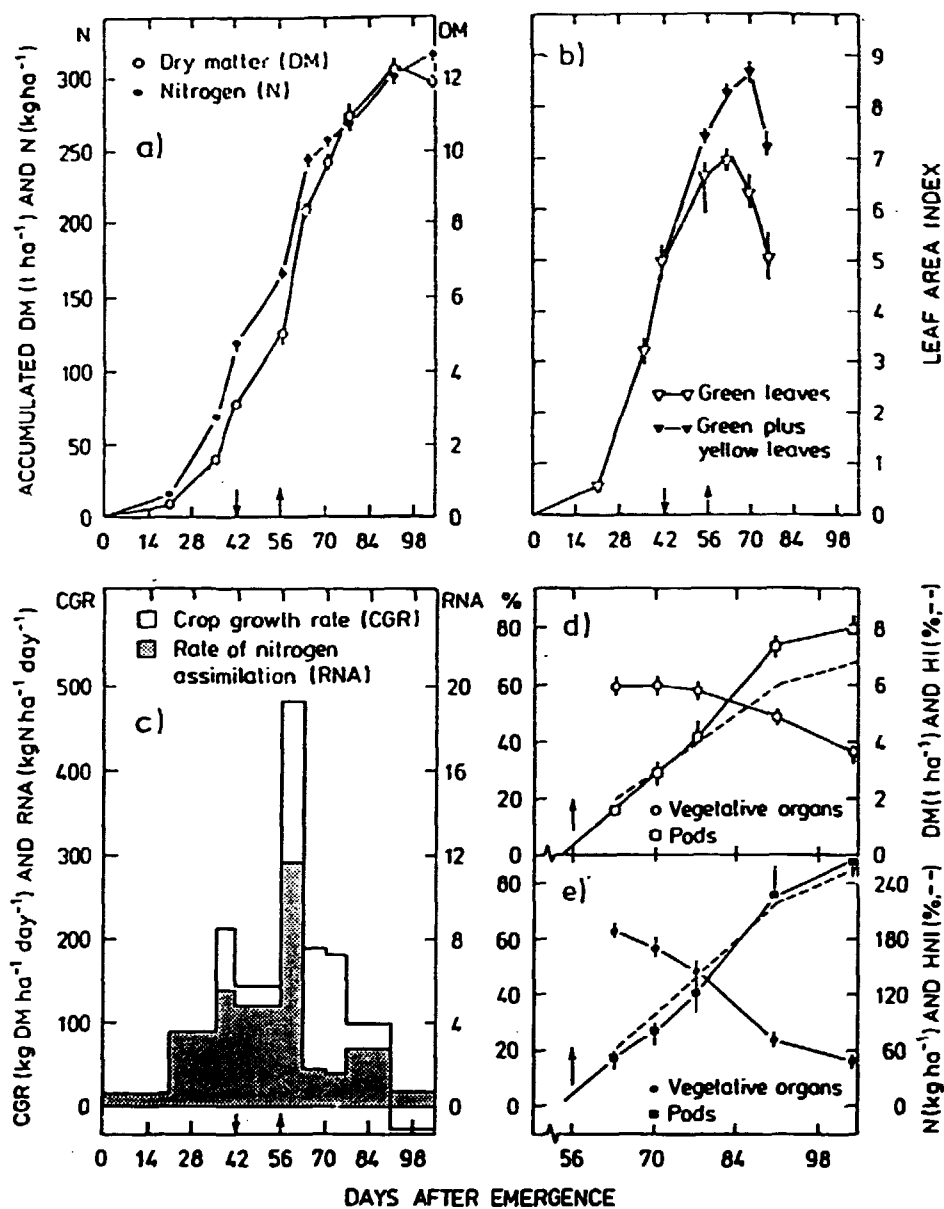 N
DM
Dry matter (DM)
Nitrogen (N)
a)
ACCUMULATED DM (t ha⁻¹) AND N (kg ha⁻¹)
300
250
200
150
100
50
0
12
10
8
6
4
2
0
0 14 28 42 56 70 84 98
b)
Green leaves
Green plus
yellow leaves
9
8
7
6
5
4
3
2
1
0
LEAF AREA INDEX
0 14 28 42 56 70 84 98
CGR
RNA
Crop growth rate (CGR)
Rate of nitrogen
assimilation (RNA)
c)
CGR (kg DM ha⁻¹ day⁻¹) AND RNA (kgN ha⁻¹ day⁻¹)
500
400
300
200
100
0
20
16
12
8
4
0
0 14 28 42 56 70 84 98
%
d)
80
60
40
20
0
Vegetative organs
Pods
8
6
4
2
0
DM (t ha⁻¹) AND HI (%,--)
e)
80
60
40
20
0
Vegetative organs
Pods
240
180
120
60
0
N (kg ha⁻¹) AND HNI (%,--)
56 70 84 98
DAYS AFTER EMERGENCE